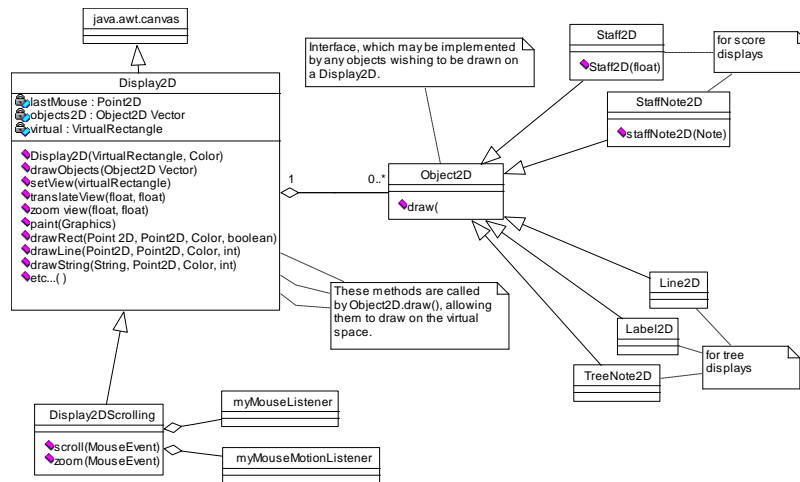 java.awt.canvas
Display2D
lastMouse : Point2D
objects2D : Object2D Vector
virtual : VirtualRectangle
Display2D(VirtualRectangle, Color)
drawObjects(Object2D Vector)
setView(virtualRectangle)
translateView(float, float)
zoom view(float, float)
paint(Graphics)
drawRect(Point 2D, Point2D, Color, boolean)
drawLine(Point2D, Point2D, Color, int)
drawString(String, Point2D, Color, int)
etc...( )
Interface, which may be implemented
by any objects wishing to be drawn on
a Display2D.
1
0..*
Object2D
draw(
These methods are called
by Object2D.draw(), allowing
them to draw on the virtual
space.
Staff2D
Staff2D(float)
for score
displays
StaffNote2D
staffNote2D(Note)
Line2D
Label2D
TreeNote2D
for tree
displays
Display2DScrolling
scroll(MouseEvent)
zoom(MouseEvent)
myMouseListener
myMouseMotionListener